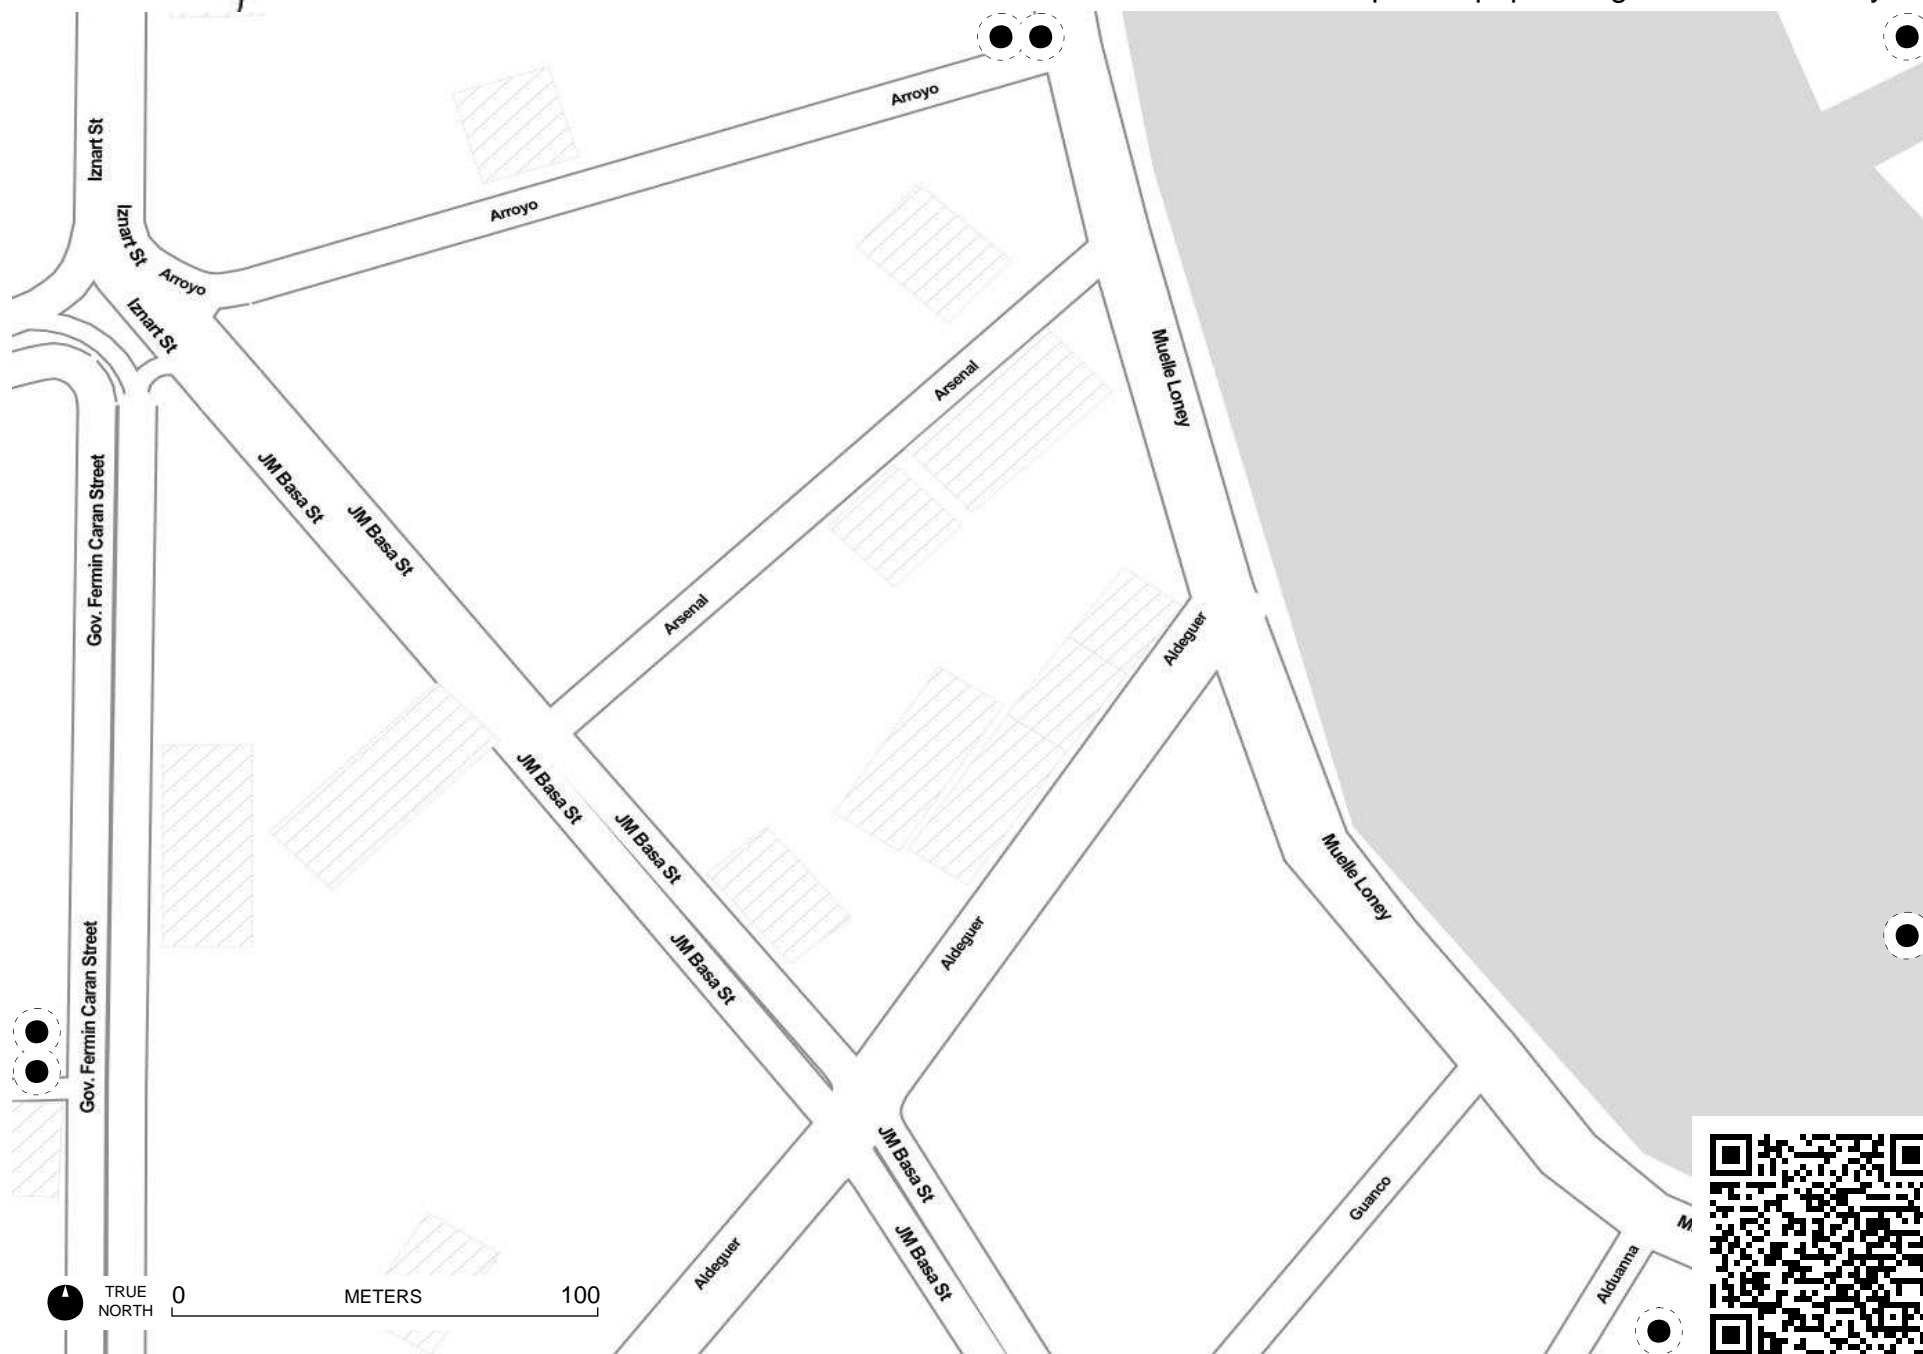 Arroyo
Iznart St
Arroyo
Iznart St
Arroyo
Iznart St
Muelle Loney
Arsenal
JM Basa St
JM Basa St
Gov. Fermin Caran Street
Arsenal
Aldeguer
JM Basa St
JM Basa St
Muelle Loney
Aldeguer
JM Basa St
Gov. Fermin Caran Street
JM Basa St
Guanco
JM Basa St
Aldeguer
Alduanna
TRUE
NORTH
0 METERS 100